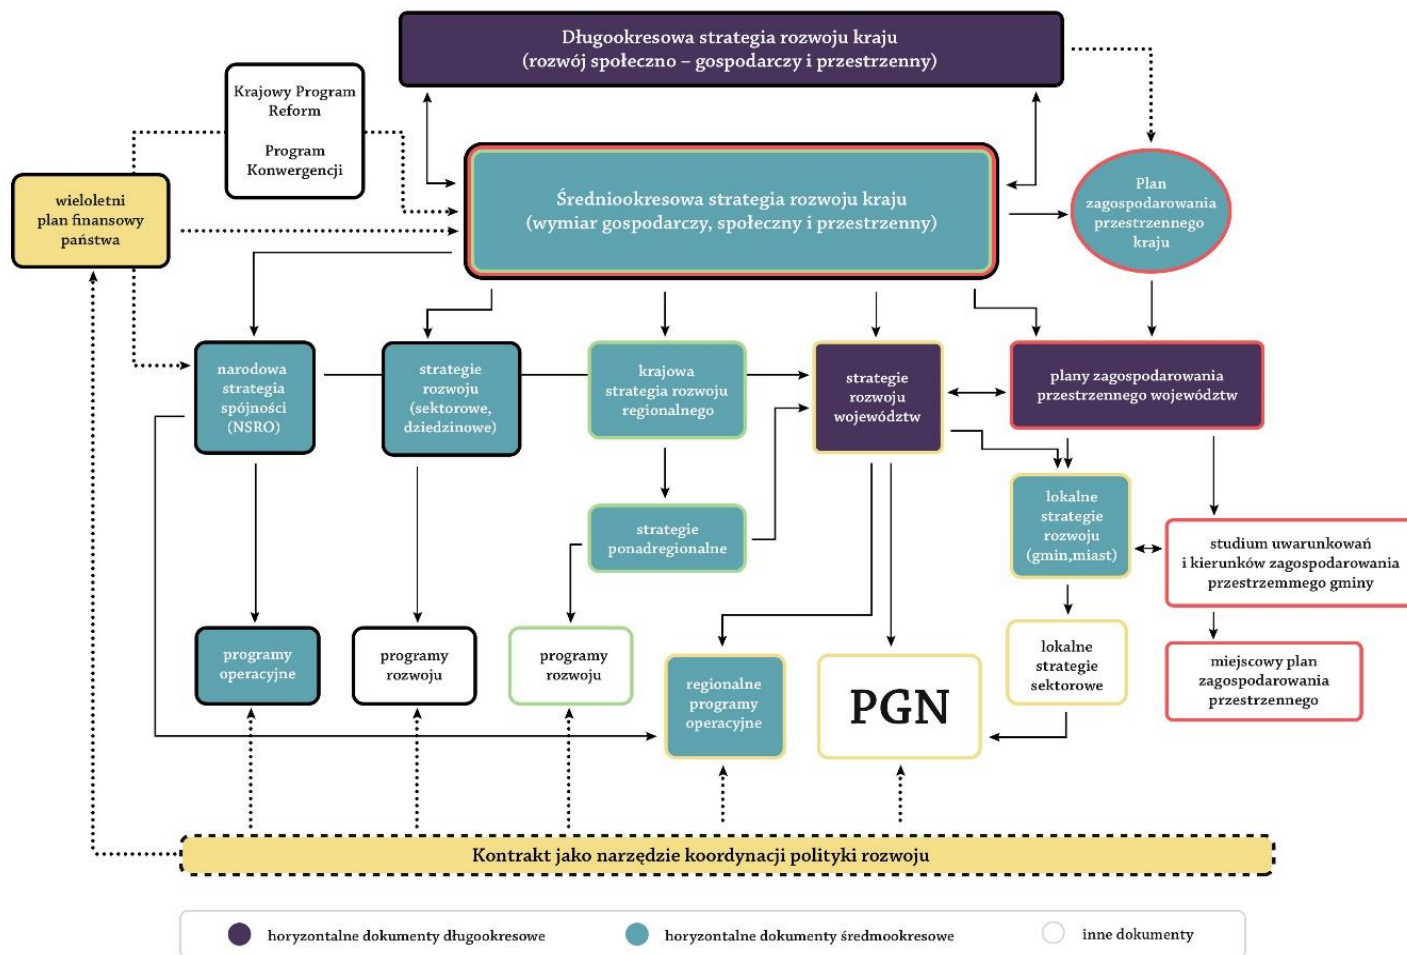 Długookresowa strategia rozwoju kraju
(rozwój społeczno – gospodarczy i przestrzenny)
Krajowy Program
Reform
Program
Konwergencji
wieloletni
plan finansowy
państwa
Średniookresowa strategia rozwoju kraju
(wymiar gospodarczy, społeczny i przestrzenny)
Plan
zagospodarowania
przestrzennego
kraju
narodowa
strategia
spójności
(NSRO)
strategie
rozwoju
(sektorowe,
dziedzinowe)
krajowa
strategia rozwoju
regionalnego
strategie
rozwoju
województw
plany zagospodarowania
przestrzennego województw
strategie
ponadregionalne
lokalne
strategie
rozwoju
(gmin,miast)
studium uwarunkowań
i kierunków zagospodarowania
przestrzemmego gminy
programy
operacyjne
programy
rozwoju
programy
rozwoju
regionalne
programy
operacyjne
PGN
lokalne
strategie
sektorowe
miejscowy plan
zagospodarowania
przestrzennego
Kontrakt jako narzędzie koordynacji polityki rozwoju
horyzontalne dokumenty długookresowe
horyzontalne dokumenty średmookresowe
inne dokumenty